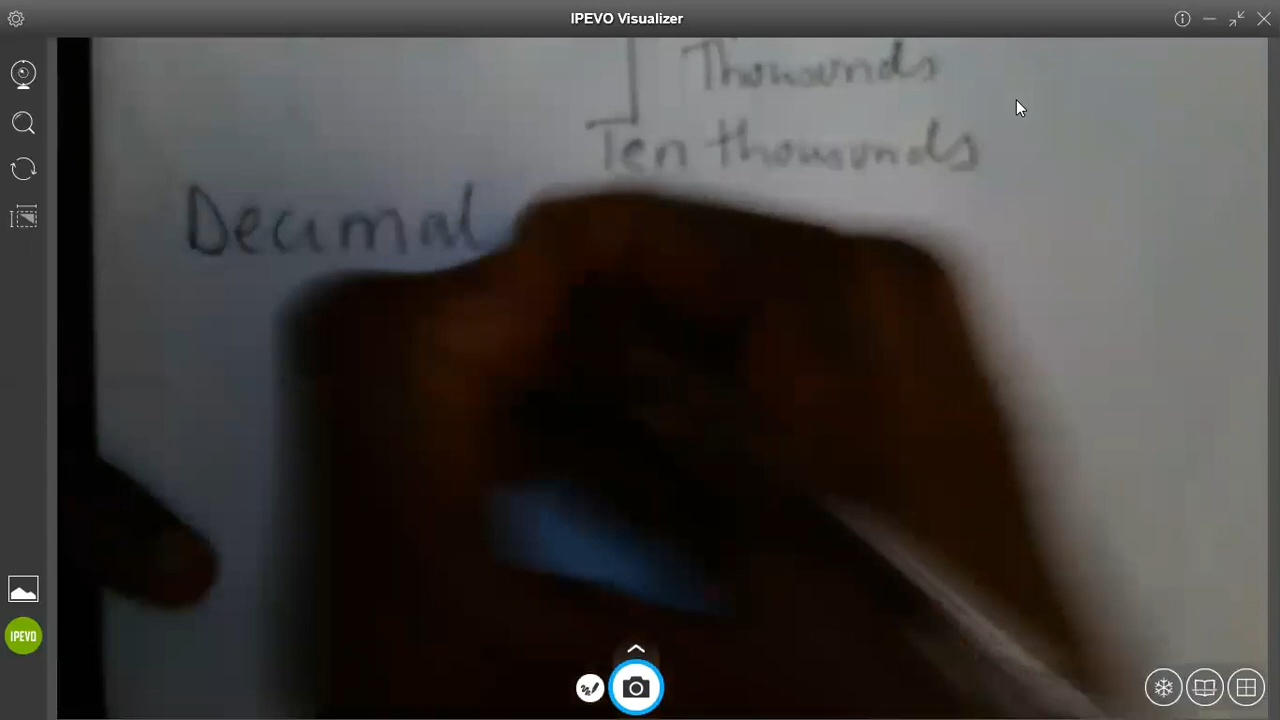 IPEVO Visualizer
Thousands
Ten thousands
Decimal
IPEVO